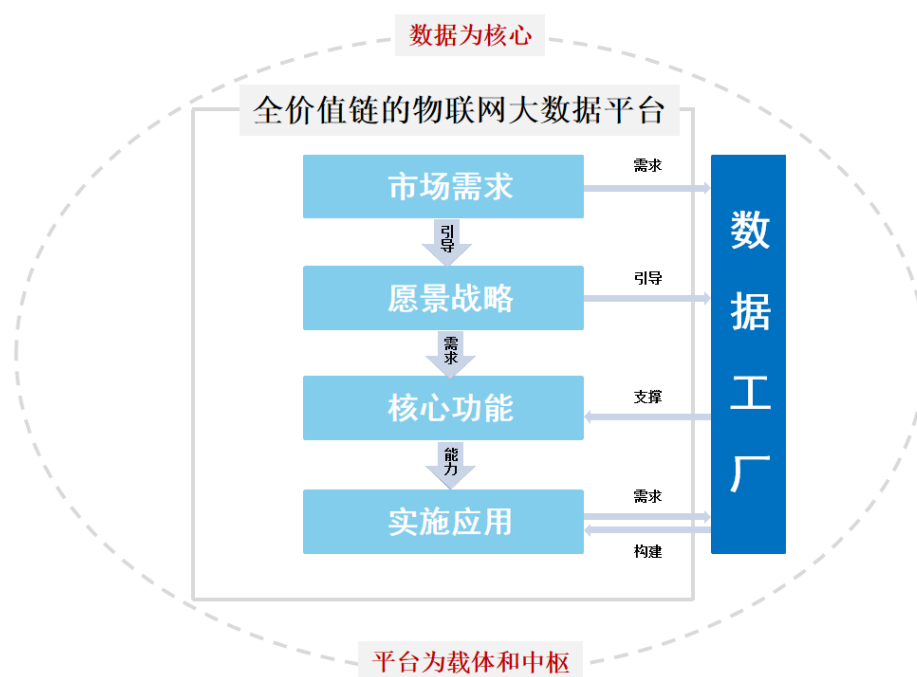 数据为核心
全价值链的物联网大数据平台
市场需求
需求
引导
愿景战略
引导
需求
核心功能
支撑
能力
实施应用
需求
构建
数据工厂
平台为载体和中枢